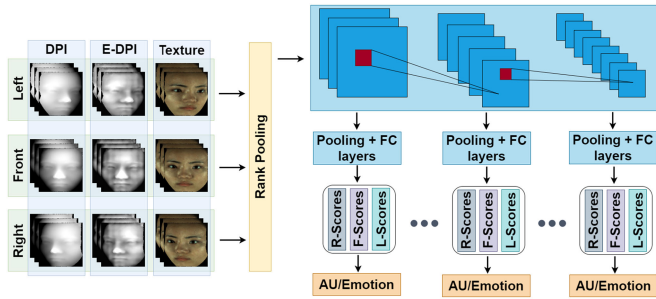 DPI
E-DPI
Texture
Left
Front
Right
Rank Pooling
Pooling + FC
layers
Pooling + FC
layers
Pooling + FC
layers
R-Scores
F-Scores
L-Scores
R-Scores
F-Scores
L-Scores
R-Scores
F-Scores
L-Scores
AU/Emotion
AU/Emotion
AU/Emotion